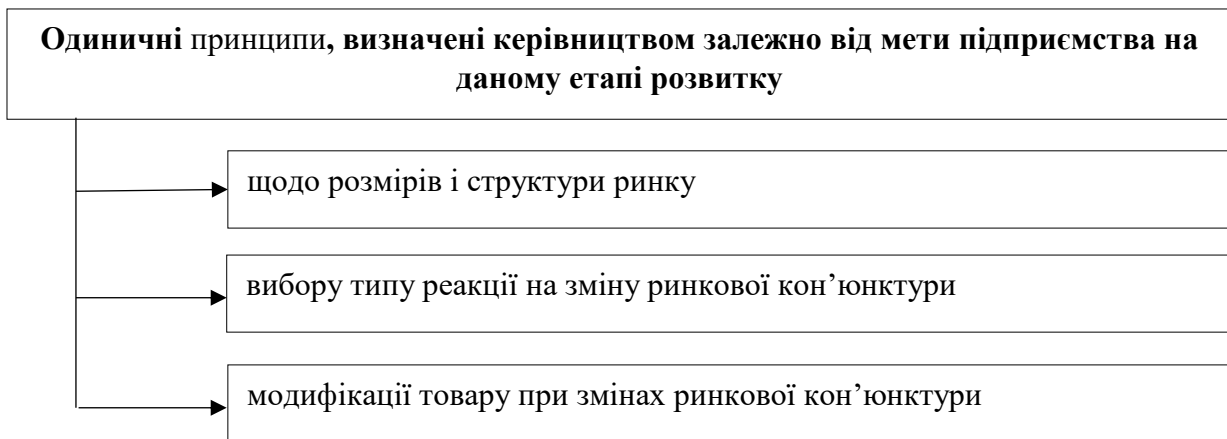 Одиничні принципи, визначені керівництвом залежно від мети підприємства на
даному етапі розвитку
щодо розмірів і структури ринку
вибору типу реакції на зміну ринкової кон’юнктури
модифікації товару при змінах ринкової кон’юнктури